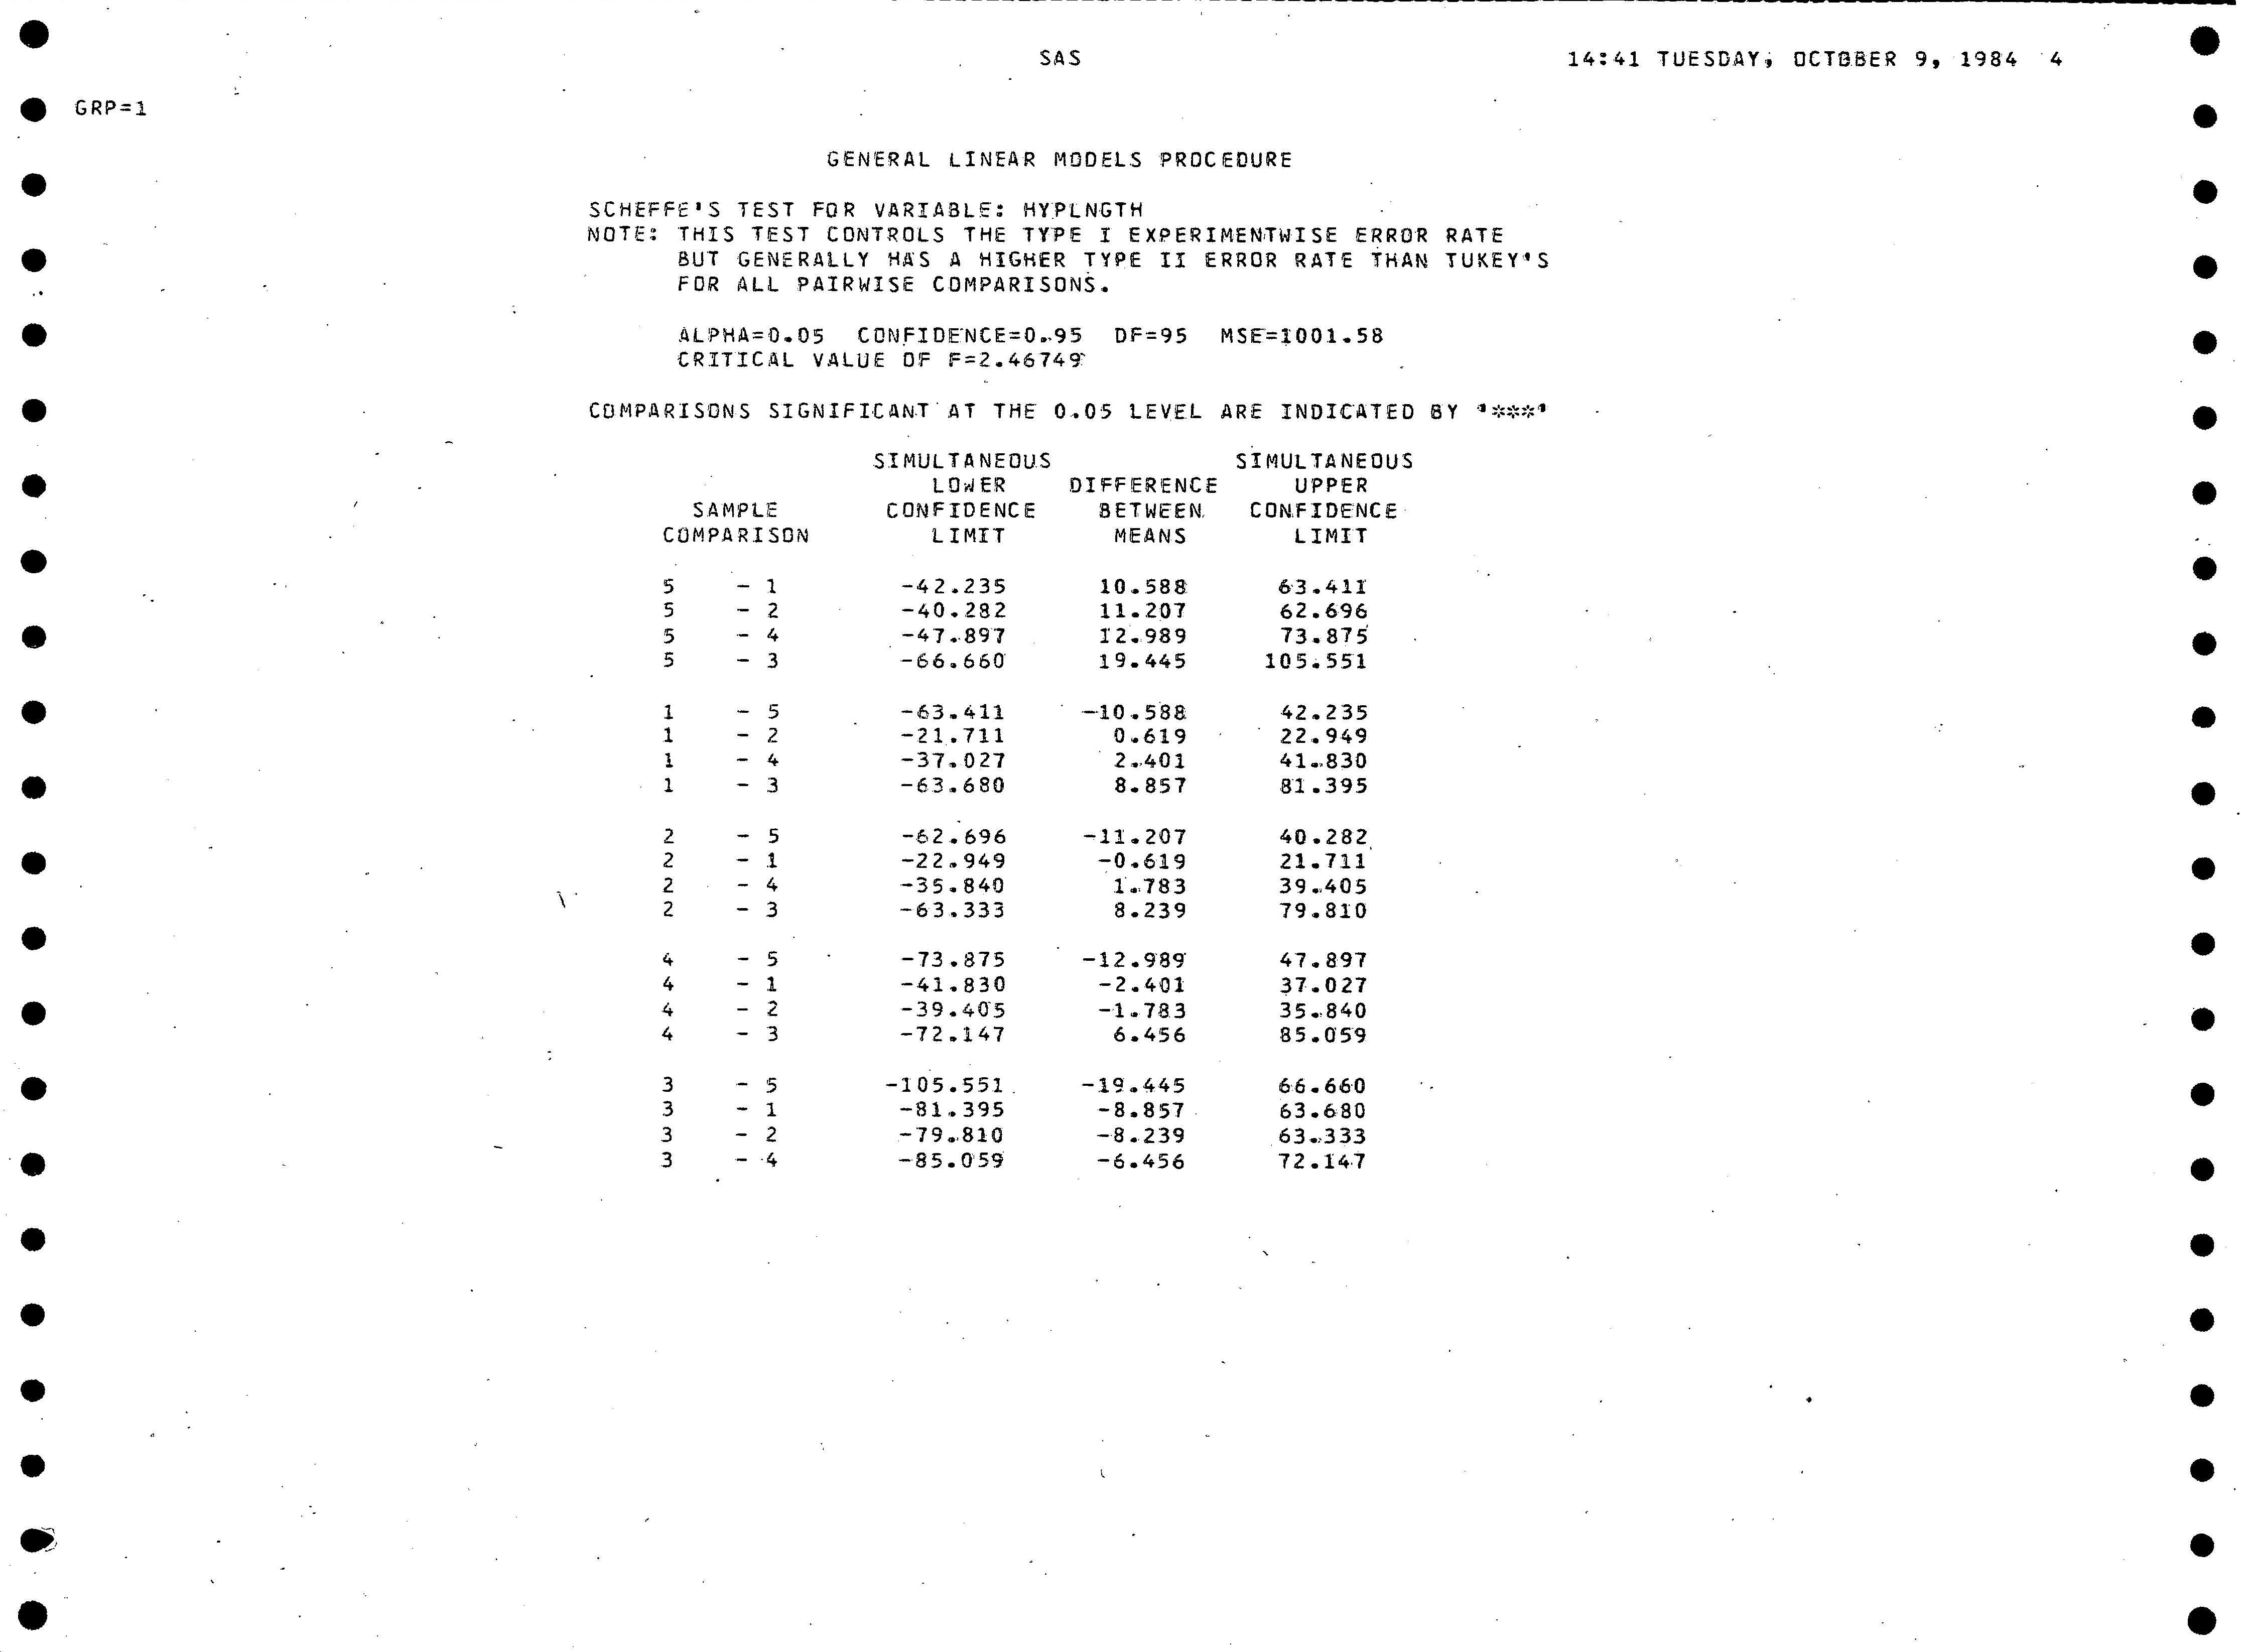 SAS 14:41 TUESDAY, OCTOBER 9, 1984 4
GRP=1
GENERAL LINEAR MODELS PROCEDURE
SCHEFFE'S TEST FOR VARIABLE: HYPLNGTH
NOTE: THIS TEST CONTROLS THE TYPE I EXPERIMENTWISE ERROR RATE
BUT GENERALLY HAS A HIGHER TYPE II ERROR RATE THAN TUKEY'S
FOR ALL PAIRWISE COMPARISONS.
ALPHA=0.05 CONFIDENCE=0.95 DF=95 MSE=1001.58
CRITICAL VALUE OF F=2.46749
COMPARISONS SIGNIFICANT AT THE 0.05 LEVEL ARE INDICATED BY '***'
SIMULTANEOUS SIMULTANEOUS
LOWER DIFFERENCE UPPER
SAMPLE CONFIDENCE BETWEEN CONFIDENCE
COMPARISON LIMIT MEANS LIMIT
5 - 1 -42.235 10.588 63.411
5 - 2 -40.282 11.207 62.696
5 - 4 -47.897 12.989 73.875
5 - 3 -66.660 19.445 105.551
1 - 5 -63.411 -10.588 42.235
1 - 2 -21.711 0.619 22.949
1 - 4 -37.027 2.401 41.830
1 - 3 -63.680 8.857 81.395
2 - 5 -62.696 -11.207 40.282
2 - 1 -22.949 -0.619 21.711
2 - 4 -35.840 1.783 39.405
2 - 3 -63.333 8.239 79.810
4 - 5 -73.875 -12.989 47.897
4 - 1 -41.830 -2.401 37.027
4 - 2 -39.405 -1.783 35.840
4 - 3 -72.147 6.456 85.059
3 - 5 -105.551 -19.445 66.660
3 - 1 -81.395 -8.857 63.680
3 - 2 -79.810 -8.239 63.333
3 - 4 -85.059 -6.456 72.147